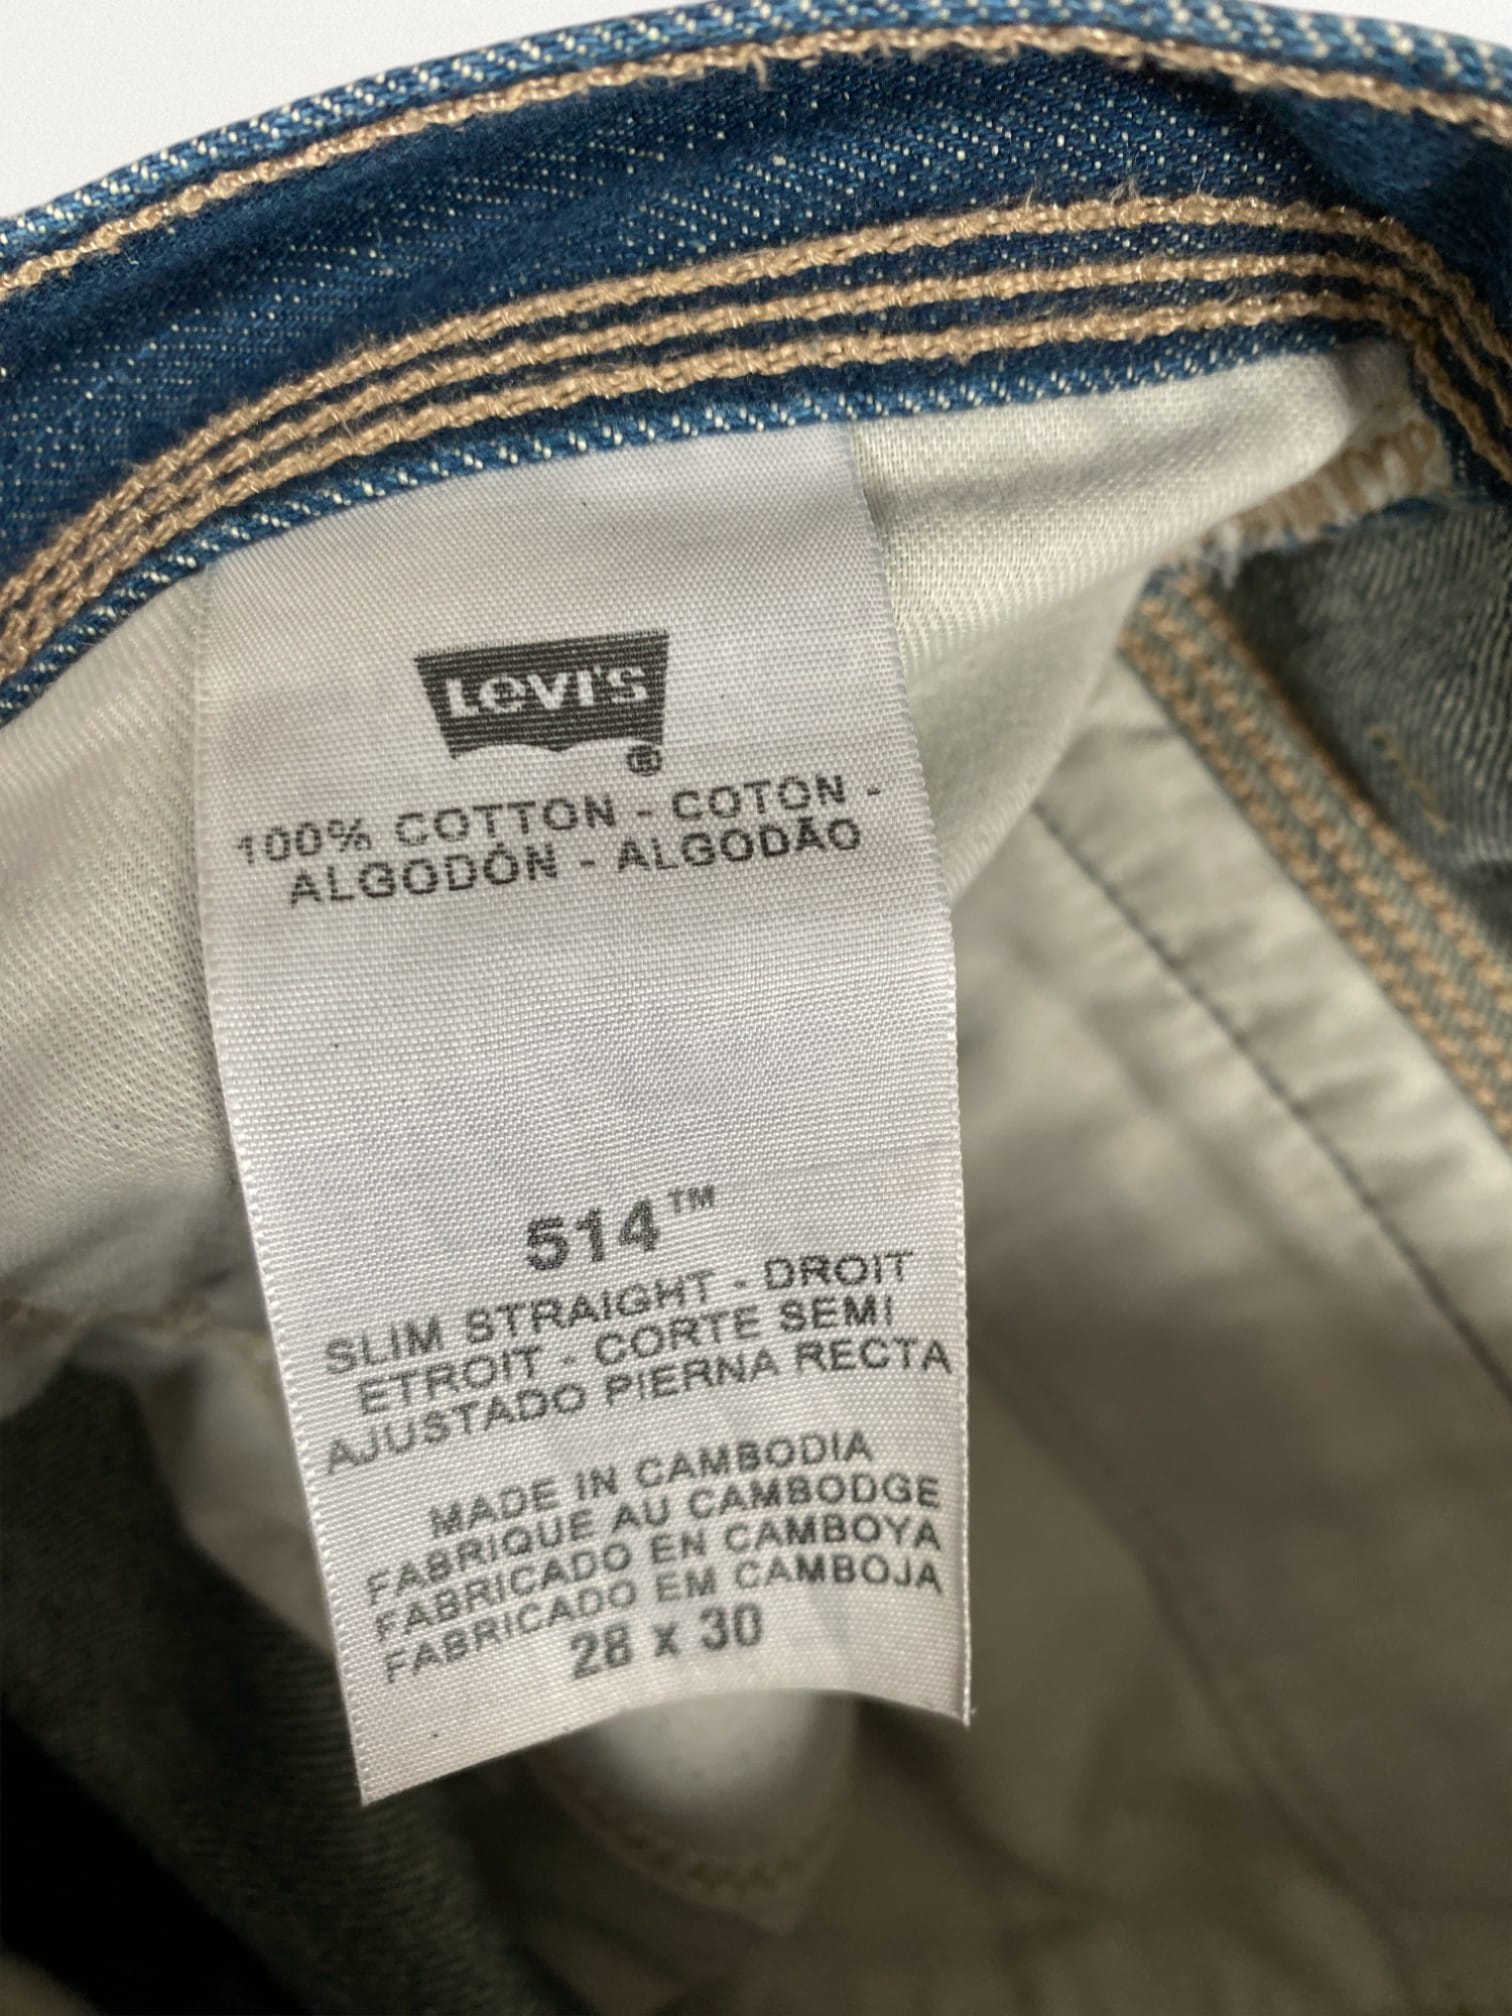 Levi's
®
100% COTTON - COTON -
ALGODÓN - ALGODÃO
514™
SLIM STRAIGHT - DROIT
ETROIT - CORTE SEMI
AJUSTADO PIERNA RECTA
MADE IN CAMBODIA
FABRIQUE AU CAMBODGE
FABRICADO EN CAMBOYA
FABRICADO EM CAMBOJA
28 x 30